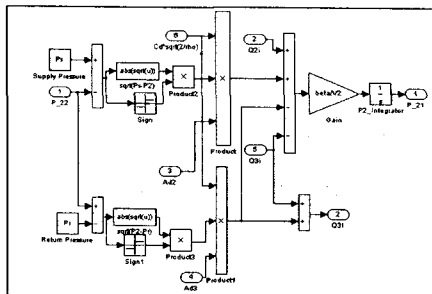 6
Cd*sqrt(2/rho)
2
Q2i
Ps
Supply Pressure
abs(sqrt(u))
sqrt(Ps-P2)
Product2
Sign
1
P_22
Product
beta/V2
Gain
1
s
P2_Integrator
1
P_21
3
Ad2
5
Q3i
Return Pressure
abs(sqrt(u))
sqrt(P2-Pr)
Sign1
Product3
2
4
Ad3
Product1